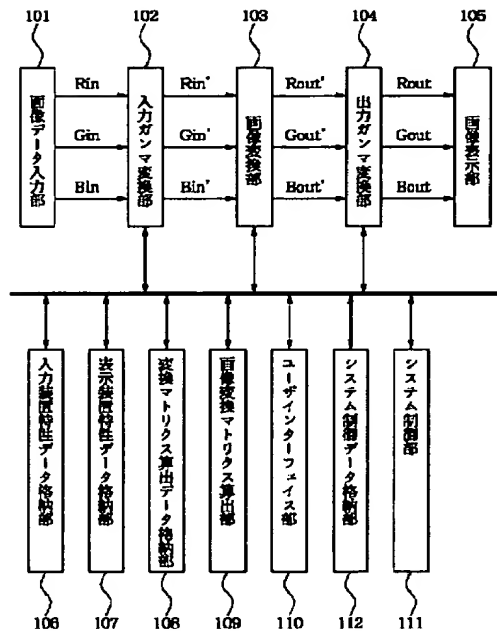 101
102
103
104
105
画像データ入力部
Rin
Gin
Bin
入力ガンマ変換部
Rin'
Gin'
Bin'
画像変換部
Rout'
Gout'
Bout'
出力ガンマ変換部
Rout
Gout
Bout
画像表示部
入力装置特性データ格納部
表示装置特性データ格納部
変換マトリクス算出データ格納部
画像変換マトリクス算出部
ユーザインターフェイス部
システム制御データ格納部
システム制御部
106
107
108
109
110
112
111